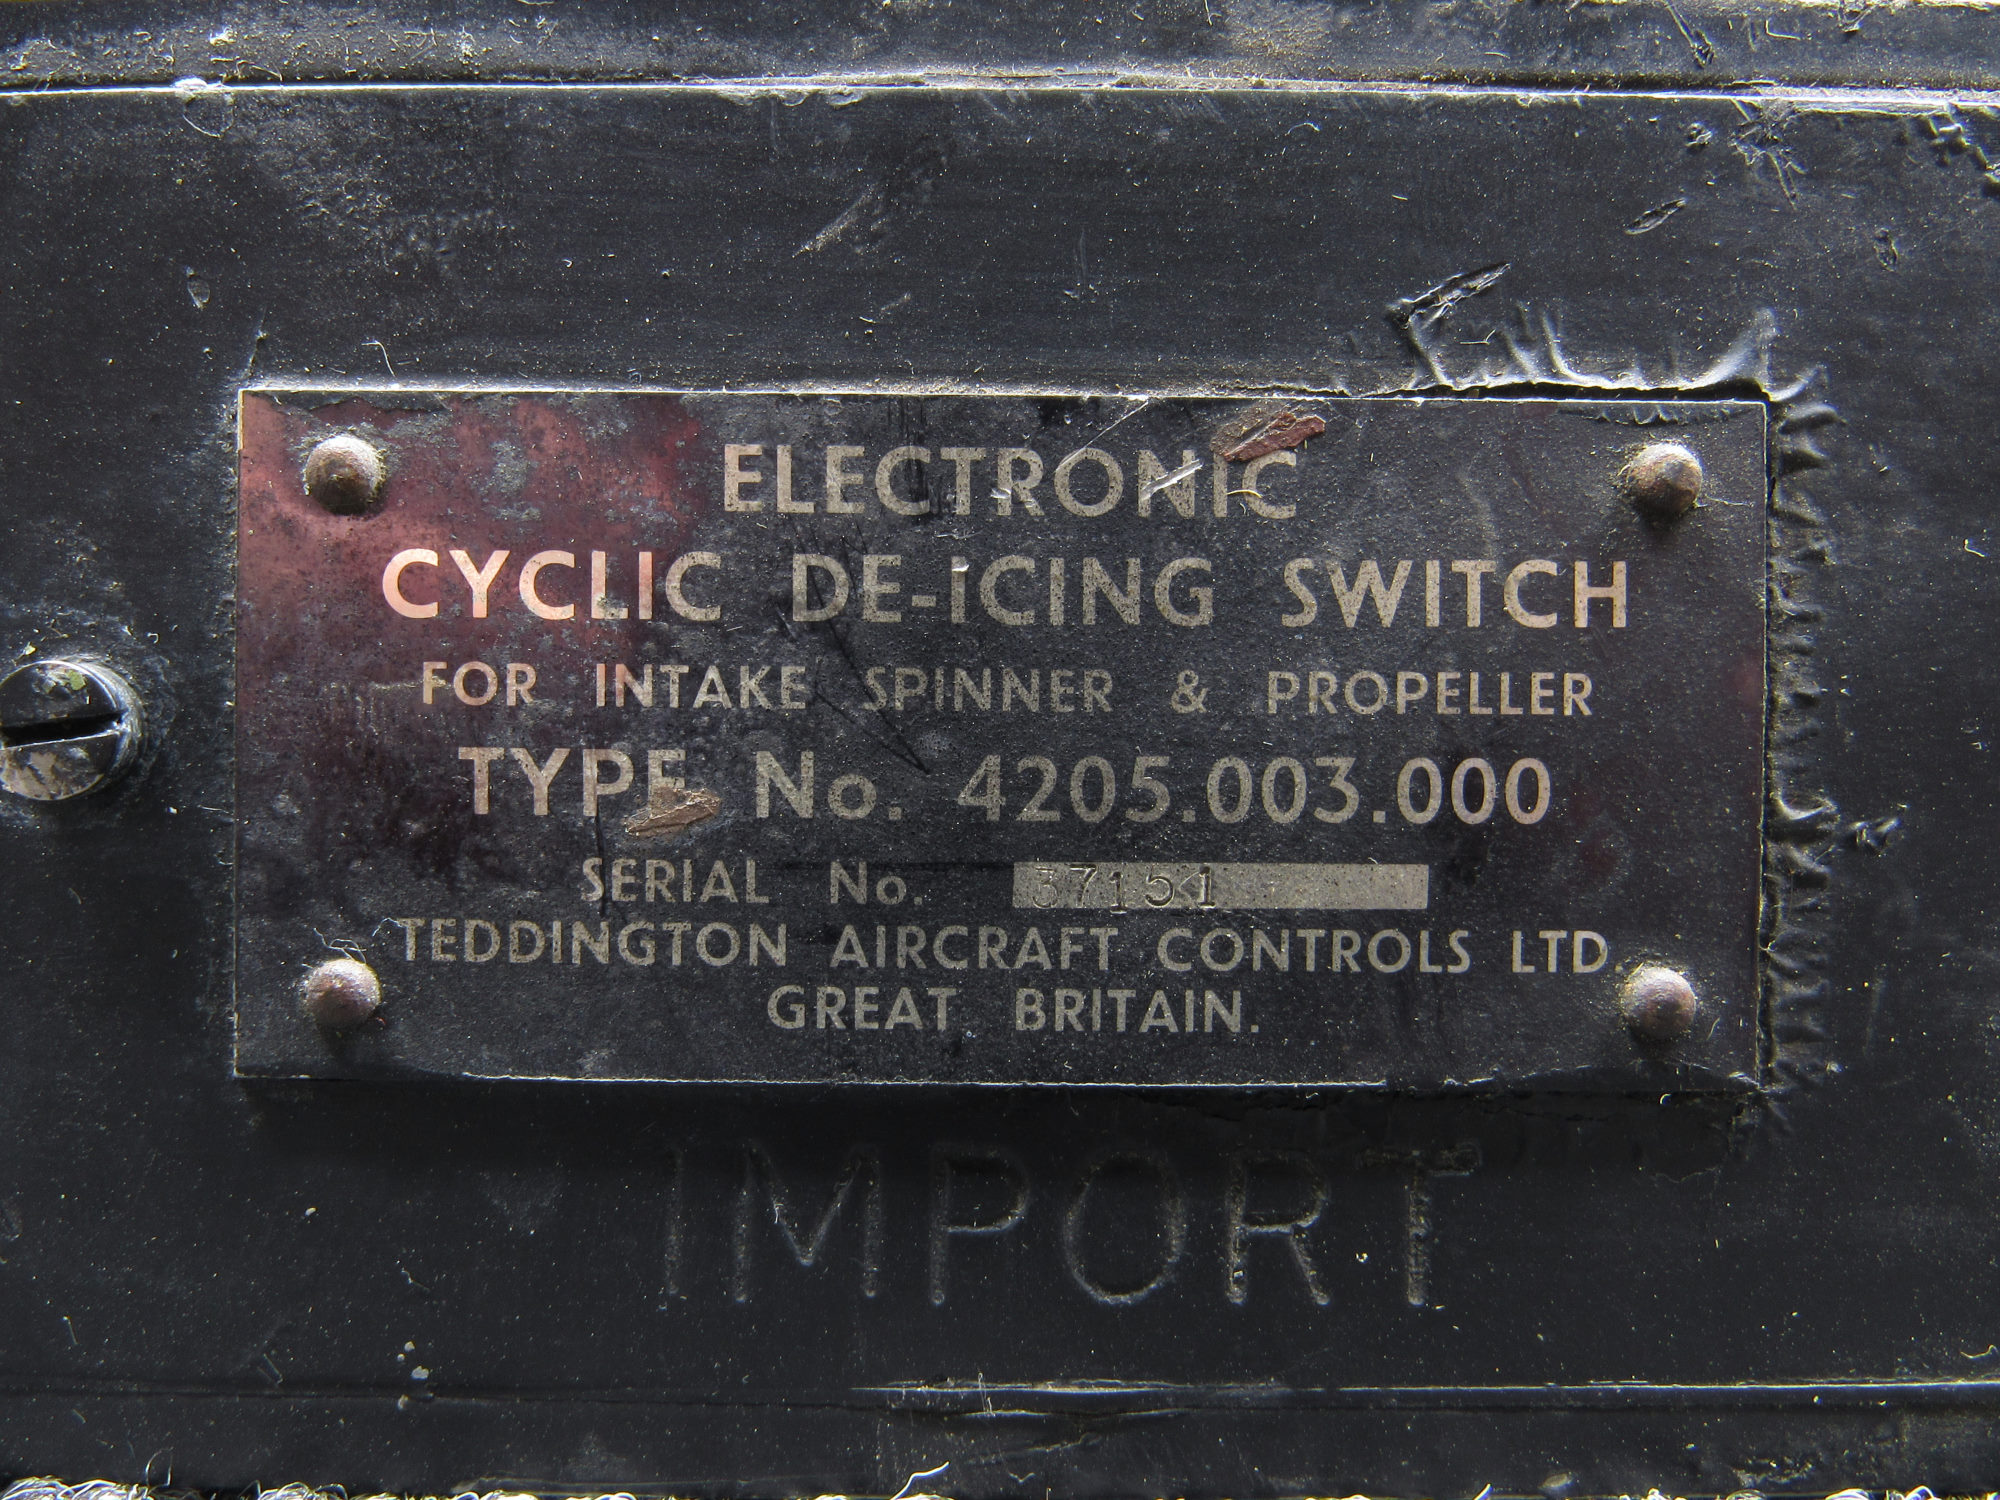 ELECTRONIC
CYCLIC DE-iCING SWITCH
FOR INTAKE SPINNER & PROPELLER
TYPE No. 4205.003.000
SERIAL No. 37151
TEDDINGTON AIRCRAFT CONTROLS LTD.
GREAT BRITAIN.
IMPORT